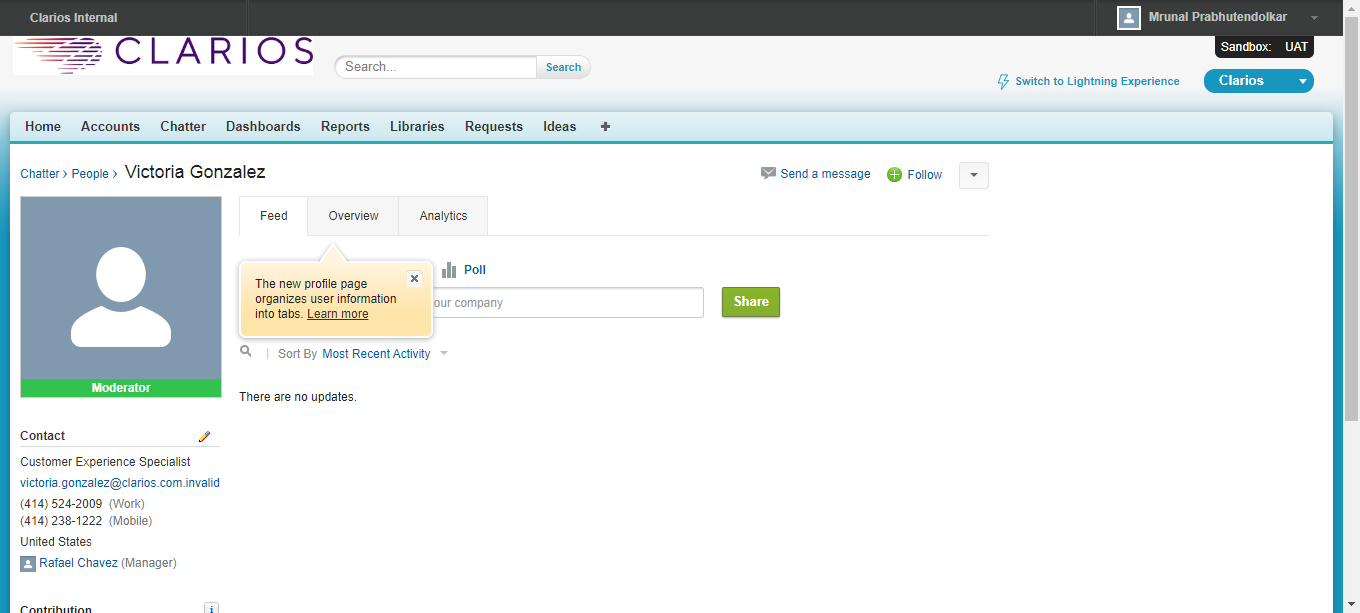 Clarios Internal
Mrunal Prabhutendolkar
CLARIOS
Search...
Search
Sandbox: UAT
Switch to Lightning Experience
Clarios
Home Accounts Chatter Dashboards Reports Libraries Requests Ideas +
Chatter › People › Victoria Gonzalez
Send a message
Follow
Feed Overview Analytics
Poll
The new profile page
organizes user information
into tabs. Learn more
our company
Share
Sort By Most Recent Activity
There are no updates.
Moderator
Contact
Customer Experience Specialist
victoria.gonzalez@clarios.com.invalid
(414) 524-2009 (Work)
(414) 238-1222 (Mobile)
United States
Rafael Chavez (Manager)
Contribution
i